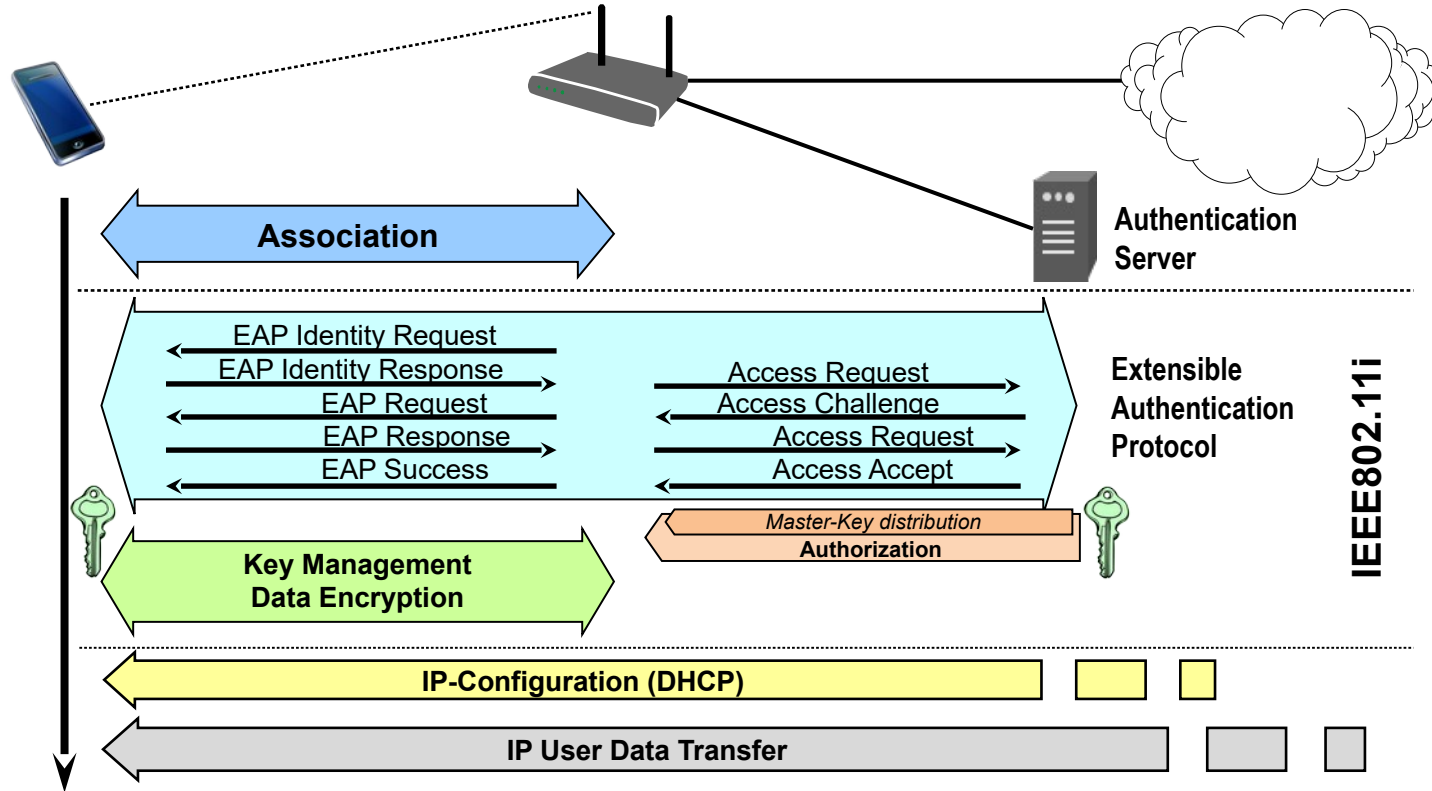 Association
Authentication
Server
EAP Identity Request
EAP Identity Response
Access Request
EAP Request
Access Challenge
EAP Response
Access Request
EAP Success
Access Accept
Extensible
Authentication
Protocol
IEEE802.11i
Master-Key distribution
Authorization
Key Management
Data Encryption
IP-Configuration (DHCP)
IP User Data Transfer